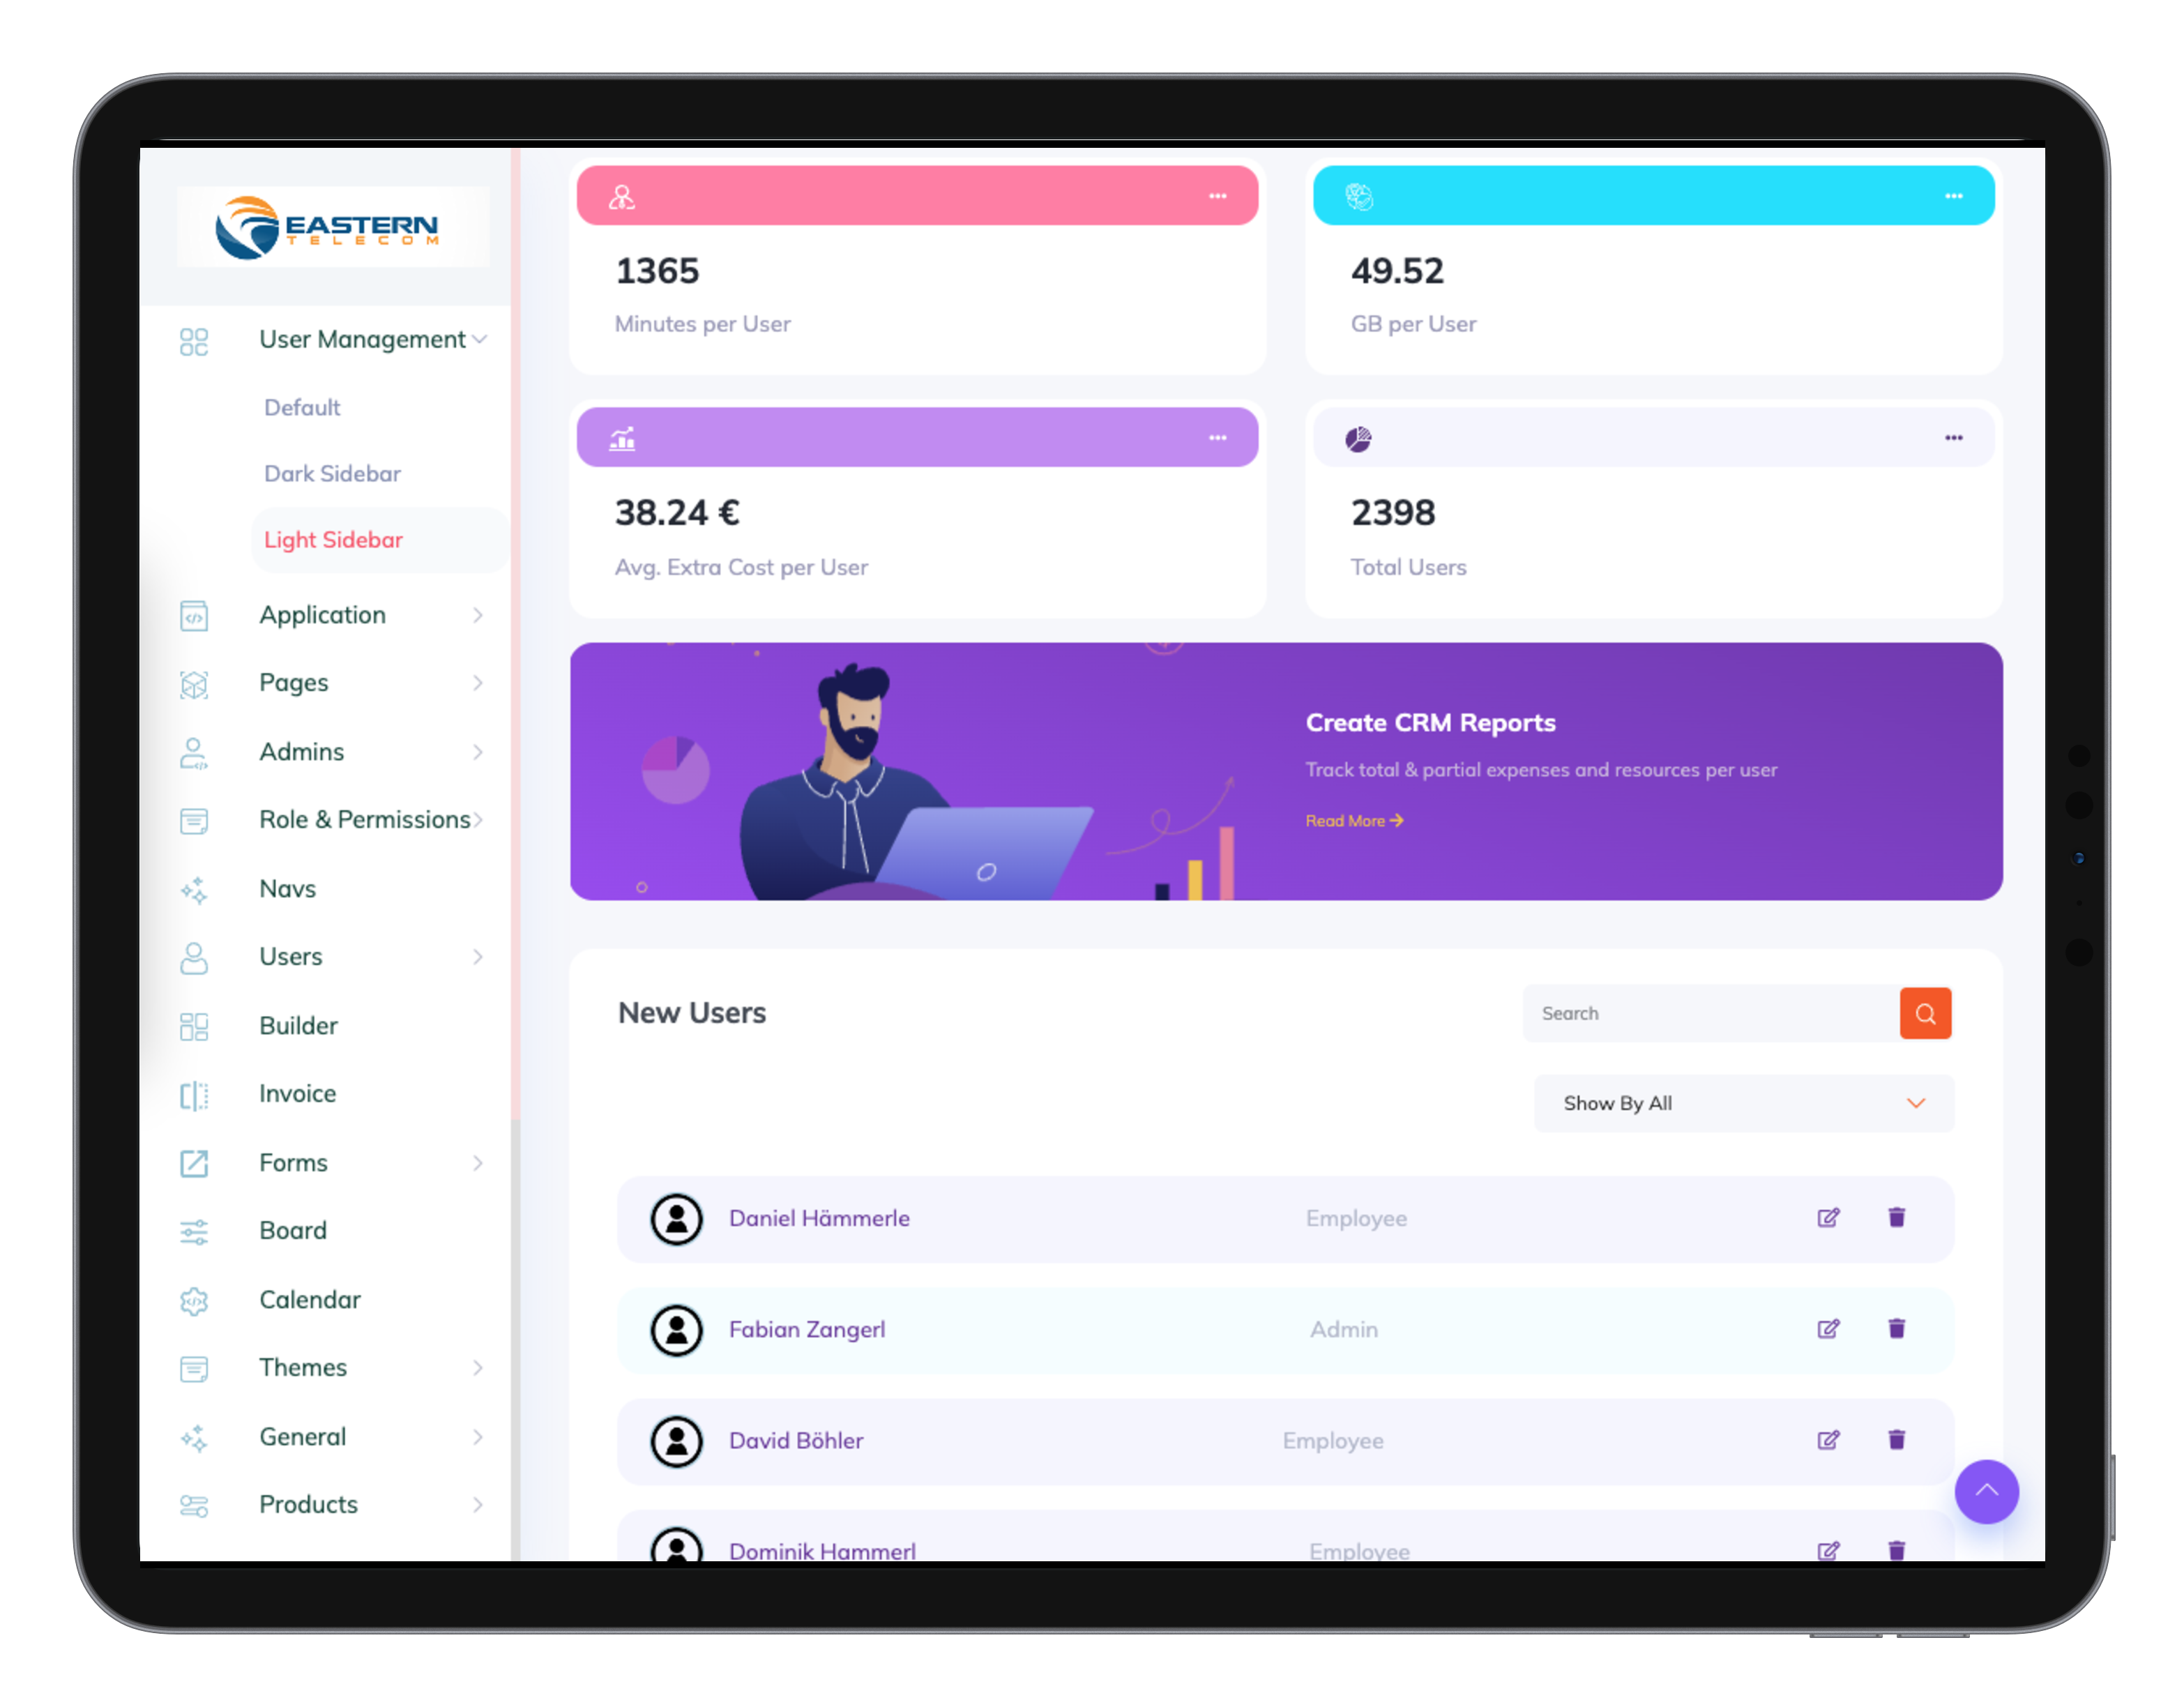 EASTERN
TELECOM
User Management
Default
Dark Sidebar
Light Sidebar
Application
Pages
Admins
Role & Permissions
Navs
Users
Builder
Invoice
Forms
Board
Calendar
Themes
General
Products
1365
Minutes per User
49.52
GB per User
38.24 €
Avg. Extra Cost per User
2398
Total Users
Create CRM Reports
Track total & partial expenses and resources per user
Read More
New Users
Search
Show By All
Daniel Hämmerle Employee
Fabian Zangerl Admin
David Böhler Employee
Dominik Hammerl Employee